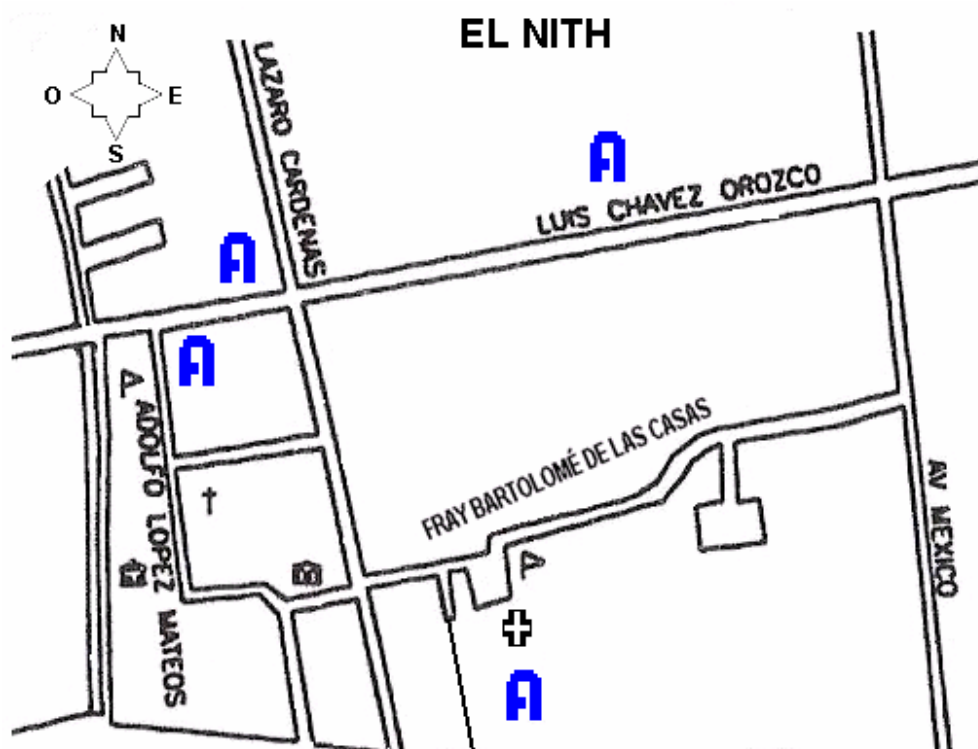 EL NITH
N
O E
S
LAZARO CARDENAS
LUIS CHAVEZ OROZCO
A
A
A
ADOLFO LOPEZ MATEOS
FRAY BARTOLOMÉ DE LAS CASAS
AV MEXICO
A